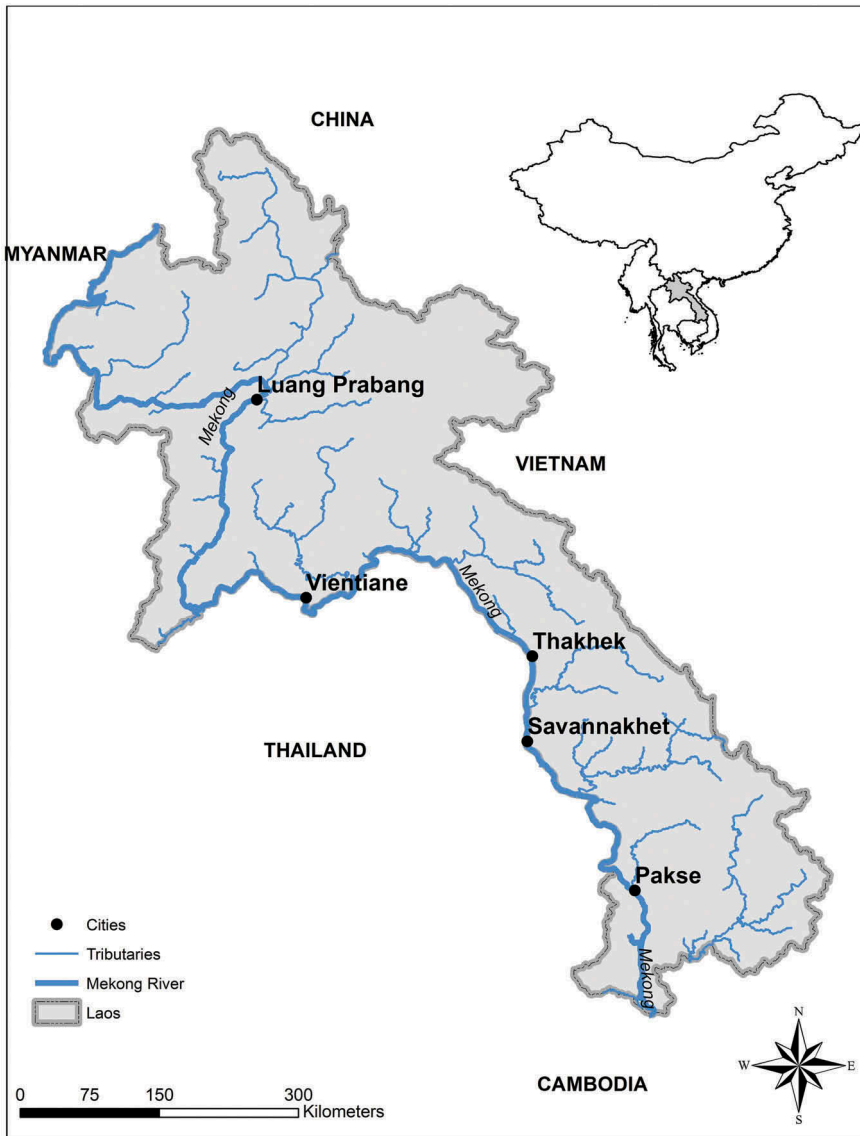 CHINA
MYANMAR
Luang Prabang
Mekong
VIETNAM
Vientiane
Mekong
Thakhek
Savannakhet
THAILAND
Pakse
Mekong
Cities
Tributaries
Mekong River
Laos
CAMBODIA
N
W
E
S
0 75 150 300
Kilometers